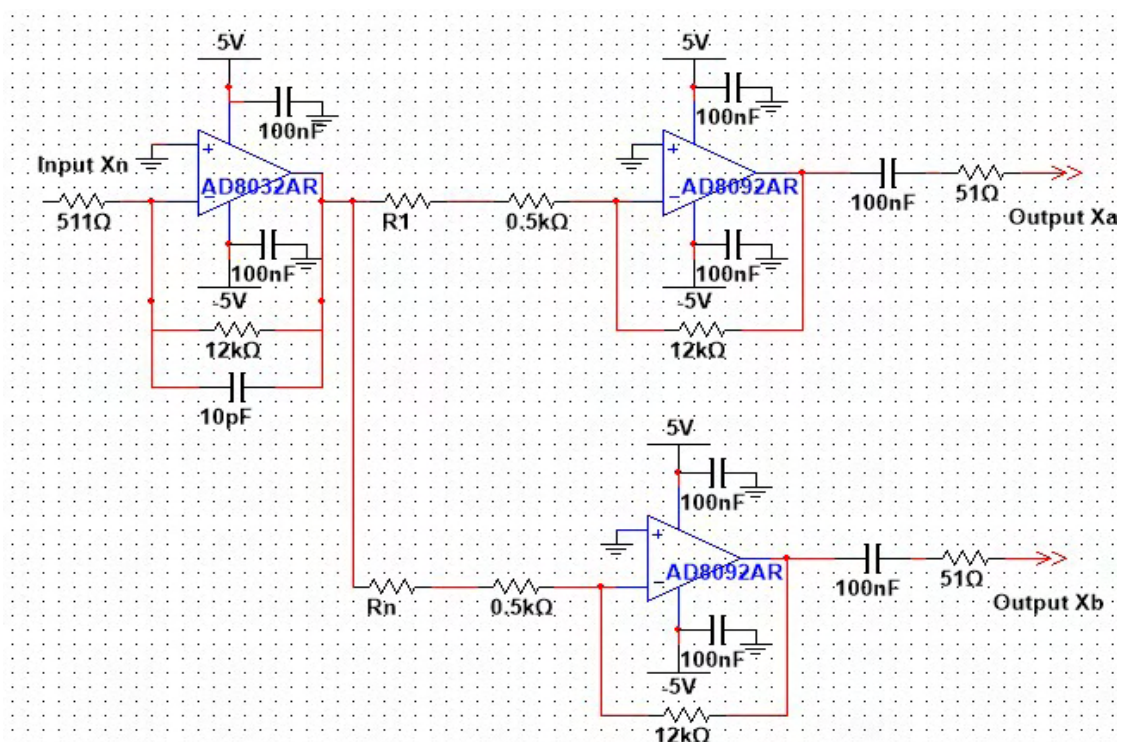 5V
100nF
Input Xn
AD8032AR
511Ω
100nF
-5V
12kΩ
10pF
R1
0.5kΩ
5V
100nF
AD8092AR
100nF
-5V
12kΩ
100nF
51Ω
Output Xa
5V
100nF
AD8092AR
Rn
0.5kΩ
100nF
-5V
12kΩ
100nF
51Ω
Output Xb